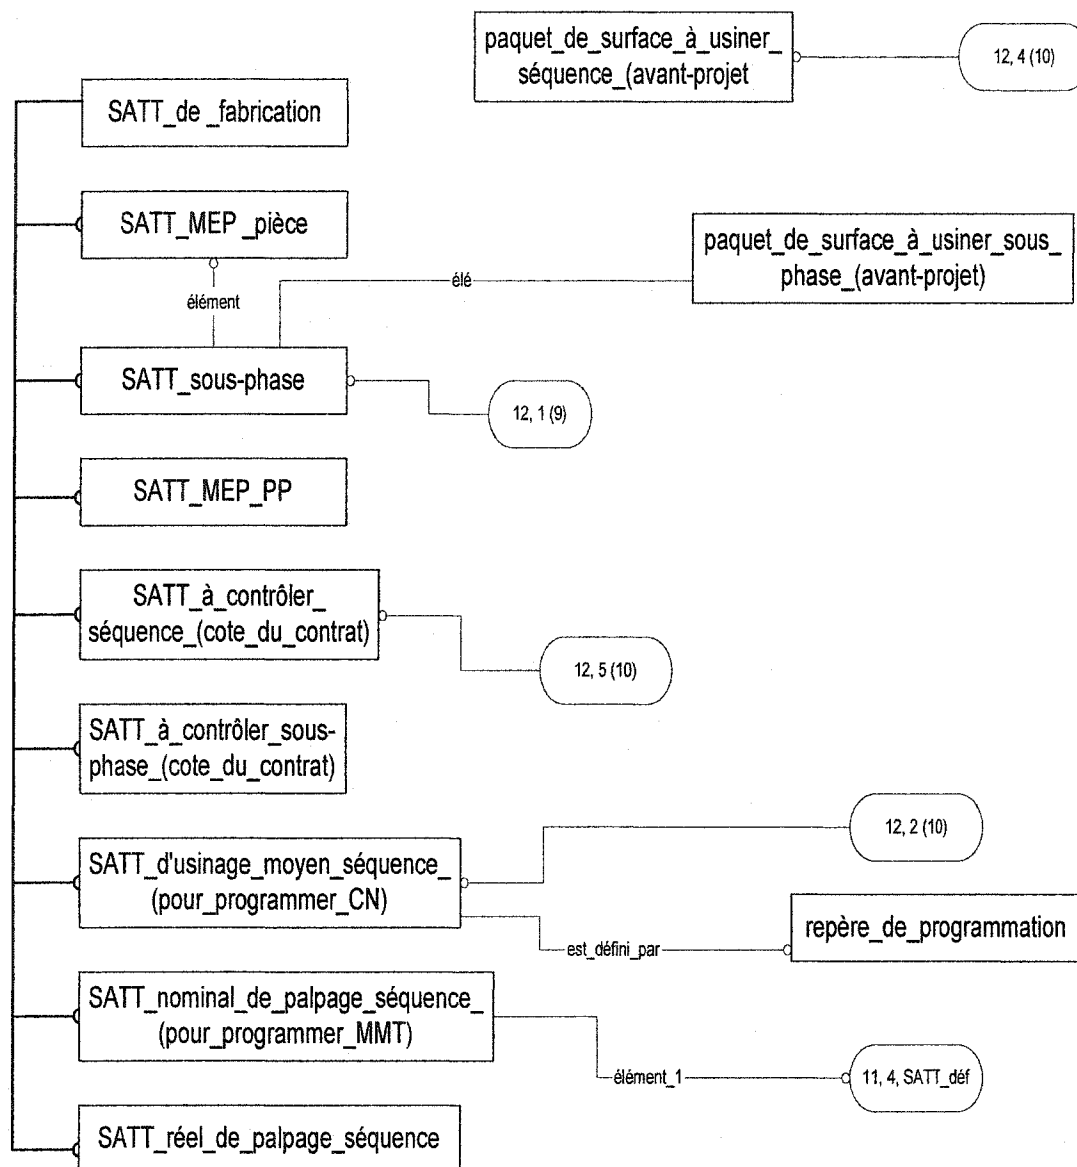 paquet_de_surface_à_usiner_
séquence_(avant-projet
12, 4 (10)
SATT_de _fabrication
SATT_MEP _pièce
paquet_de_surface_à_usiner_sous_
phase_(avant-projet)
élé
élément
SATT_sous-phase
12, 1 (9)
SATT_MEP_PP
SATT_à_contrôler_
séquence_(cote_du_contrat)
12, 5 (10)
SATT_à_contrôler_sous-
phase_(cote_du_contrat)
12, 2 (10)
SATT_d'usinage_moyen_séquence_
(pour_programmer_CN)
repère_de_programmation
est_défini_par
SATT_nominal_de_palpage_séquence_
(pour_programmer_MMT)
élément_1
11, 4, SATT_déf
SATT_réel_de_palpage_séquence